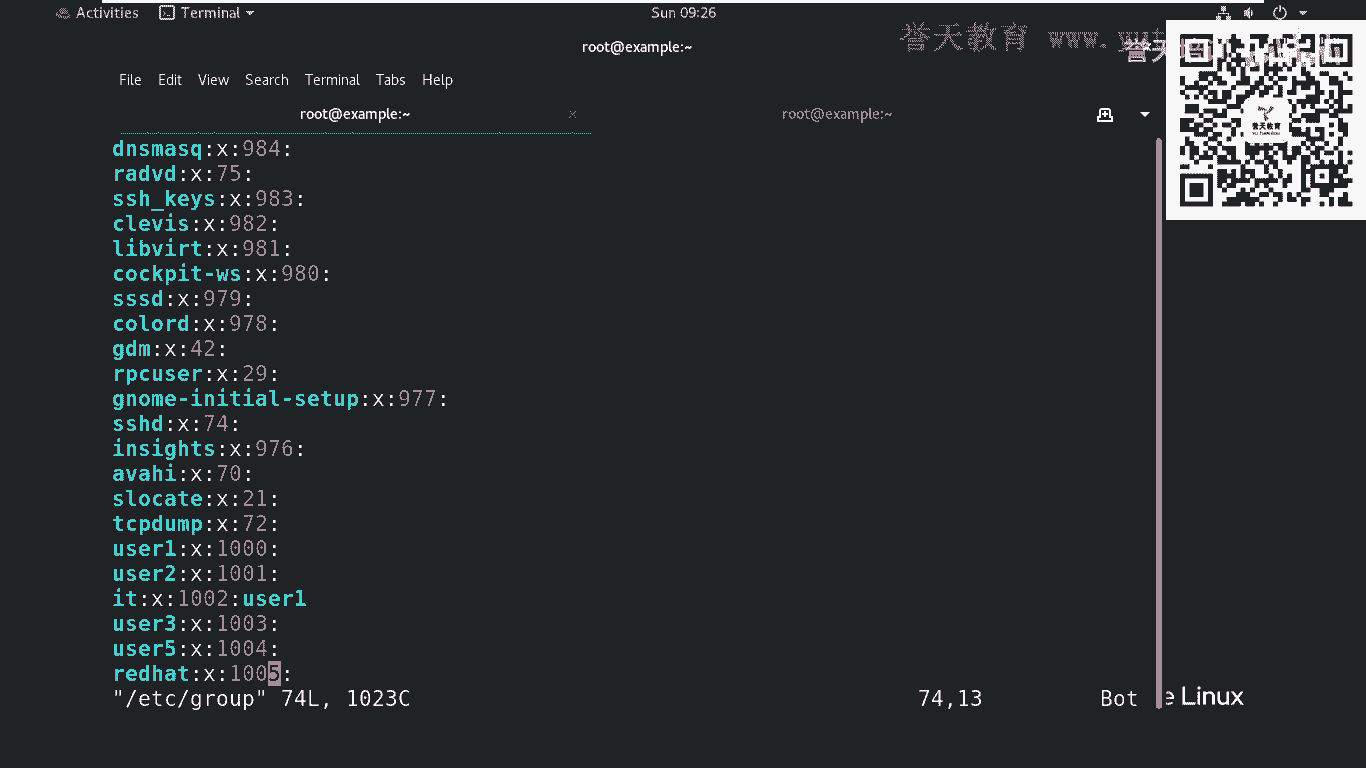 Activities Terminal Sun 09:26
root@example:~
誉天教育 www.
File Edit View Search Terminal Tabs Help
root@example:~ × root@example:~
誉天教育
dnsmasq:x:984:
radvd:x:75:
ssh_keys:x:983:
clevis:x:982:
libvirt:x:981:
cockpit-ws:x:980:
sssd:x:979:
colord:x:978:
gdm:x:42:
rpcuser:x:29:
gnome-initial-setup:x:977:
sshd:x:74:
insights:x:976:
avahi:x:70:
slocate:x:21:
tcpdump:x:72:
user1:x:1000:
user2:x:1001:
it:x:1002:user1
user3:x:1003:
user5:x:1004:
redhat:x:1005:
"/etc/group" 74L, 1023C 74,13 Bot
e Linux